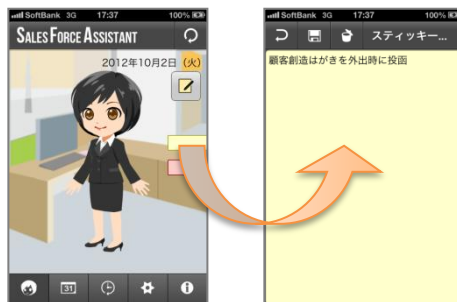 SoftBank 3G 17:37 100%
SALES FORCE ASSISTANT
2012年10月2日（火）
31
SoftBank 3G 17:37 100%
スティッキー...
顧客創造はがきを外出時に投函